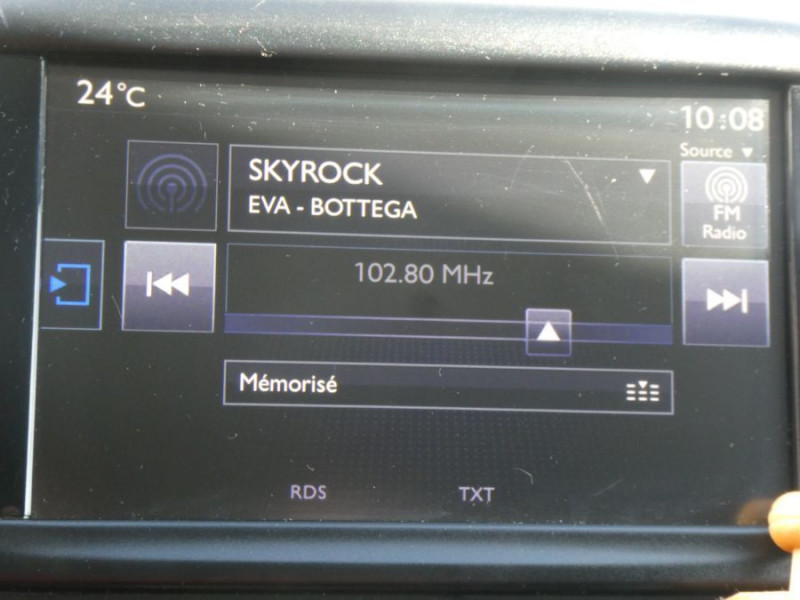 24°C
10:08
Source
SKYROCK
EVA - BOTTEGA
FM
Radio
102.80 MHz
Mémorisé
RDS
TXT